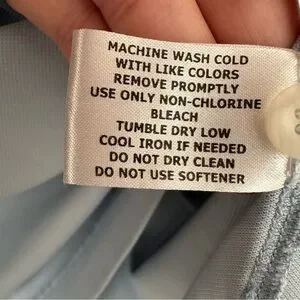 MACHINE WASH COLD
WITH LIKE COLORS
REMOVE PROMPTLY
USE ONLY NON-CHLORINE
BLEACH
TUMBLE DRY LOW
COOL IRON IF NEEDED
DO NOT DRY CLEAN
DO NOT USE SOFTENER